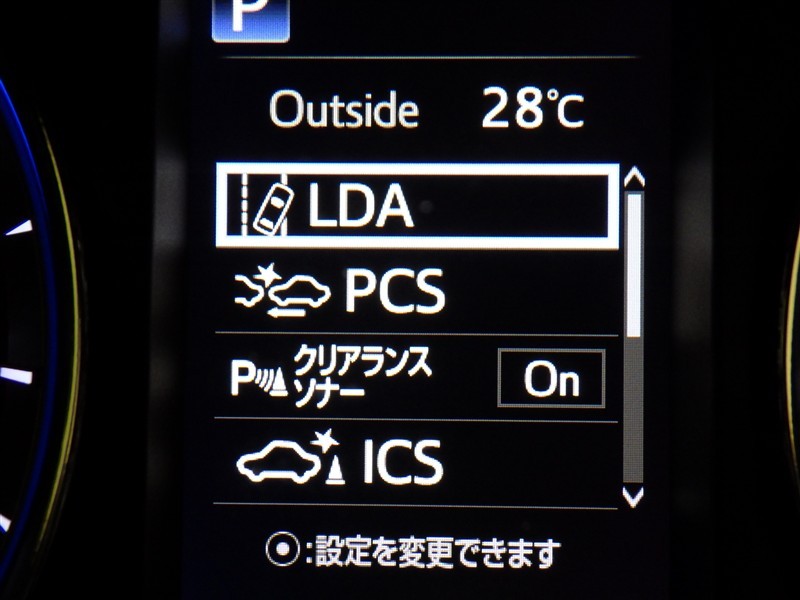 P
Outside 28℃
LDA
PCS
P クリアランス
ソナー On
ICS
⦿:設定を変更できます